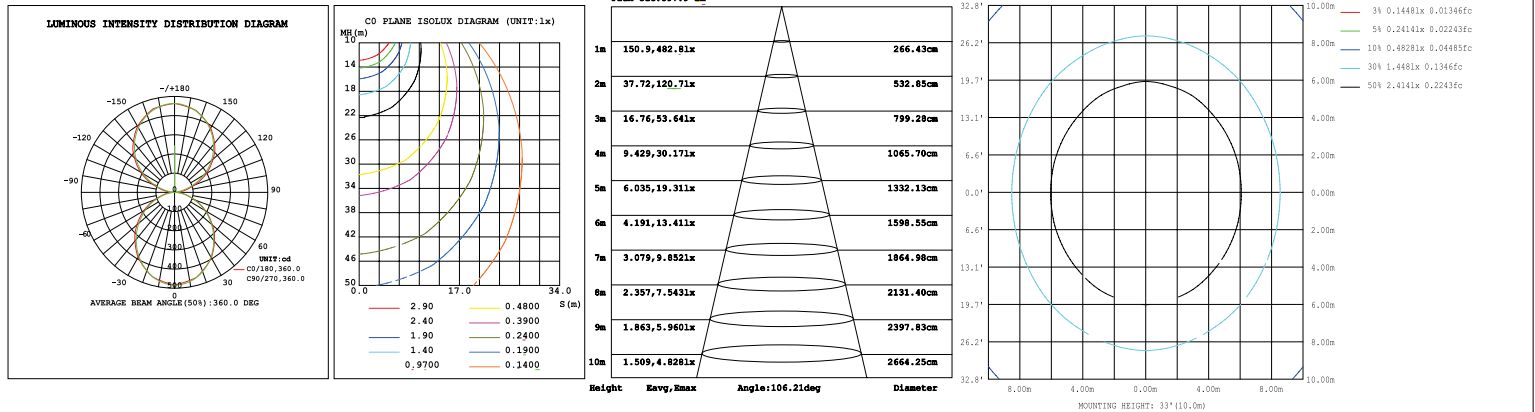 LUMINOUS INTENSITY DISTRIBUTION DIAGRAM
-/+180
-150
150
-120
120
-90
90
-60
60
-30
30
0
0
100
200
300
400
500
UNIT:cd
C0/180,360.0
C90/270,360.0
AVERAGE BEAM ANGLE(50%):360.0 DEG
C0 PLANE ISOLUX DIAGRAM (UNIT:lx)
MH(m)
10
14
18
22
26
30
34
38
42
46
50
0.0
17.0
34.0
S(m)
2.90
0.4800
2.40
0.3900
1.90
0.2400
1.40
0.1900
0.9700
0.1400
1m 150.9,482.8lx 266.43cm
2m 37.72,120.7lx 532.85cm
3m 16.76,53.64lx 799.28cm
4m 9.429,30.17lx 1065.70cm
5m 6.035,19.31lx 1332.13cm
6m 4.191,13.41lx 1598.55cm
7m 3.079,9.852lx 1864.98cm
8m 2.357,7.543lx 2131.40cm
9m 1.863,5.960lx 2397.83cm
10m 1.509,4.828lx 2664.25cm
Height Eavg,Emax Angle:106.21deg Diameter
32.8' 10.00m
26.2' 8.00m
19.7' 6.00m
13.1' 4.00m
6.6' 2.00m
0.0' 0.00m
6.6' 2.00m
13.1' 4.00m
19.7' 6.00m
26.2' 8.00m
32.8' 10.00m
8.00m 4.00m 0.00m 4.00m 8.00m
MOUNTING HEIGHT: 33'(10.0m)
3% 0.1448lx 0.01346fc
5% 0.2414lx 0.02243fc
10% 0.4828lx 0.04485fc
30% 1.448lx 0.1346fc
50% 2.414lx 0.2243fc